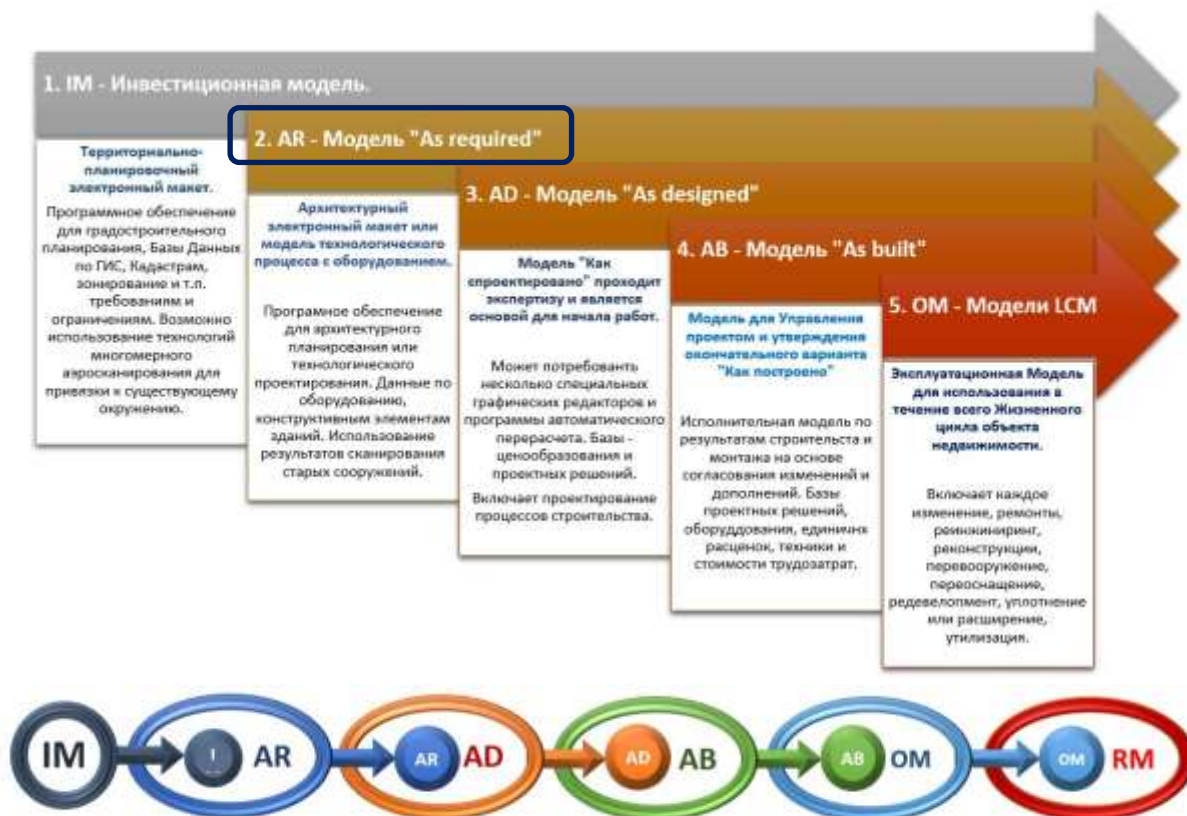 1. IM - Инвестиционная модель.
2. AR - Модель "As required"
3. AD - Модель "As designed"
4. AB - Модель "As built"
5. OM - Модели LCM
Территориально-
планировочный
электронный макет.
Программное обеспечение
для градостроительного
планирования, Базы Данных
по ГИС, Кадастрам,
зонирование и т.п.
требованиям и
ограничениям. Возможно
использование технологий
многомерного
аэросканирования для
привязки к существующему
окружению.
Архитектурный
электронный макет или
модель технологического
процесса с оборудованием.
Програмное обеспечение
для архитектурного
планирования или
технологического
проектирования. Данные по
оборудованию,
конструктивным элементам
зданий. Использование
результатов сканирования
старых сооружений.
Модель "Как
спроектировано" проходит
экспертизу и является
основой для начала работ.
Может потребовать
несколько специальных
графических редакторов и
программы автоматического
перерасчета. Базы -
ценообразования и
проектных решений.
Включает проектирование
процессов строительства.
Модель для Управления
проектом и утверждения
окончательного варианта
"Как построено"
Исполнительная модель по
результатам строительста и
монтажа на основе
согласования изменений и
дополнений. Базы
проектных решений,
оборуддования, единичнх
расценок, техники и
стоимости трудозатрат.
Эксплуатационная Модель
для использования в
течение всего Жизненного
цикла объекта
недвижимости.
Включает каждое
изменение, ремонты,
реинжиниринг,
реконструкции,
перевооружение,
переоснащение,
редевелопмент, уплотнение
или расширение,
утилизация.
IM I AR AR AD AD AB AB OM OM RM